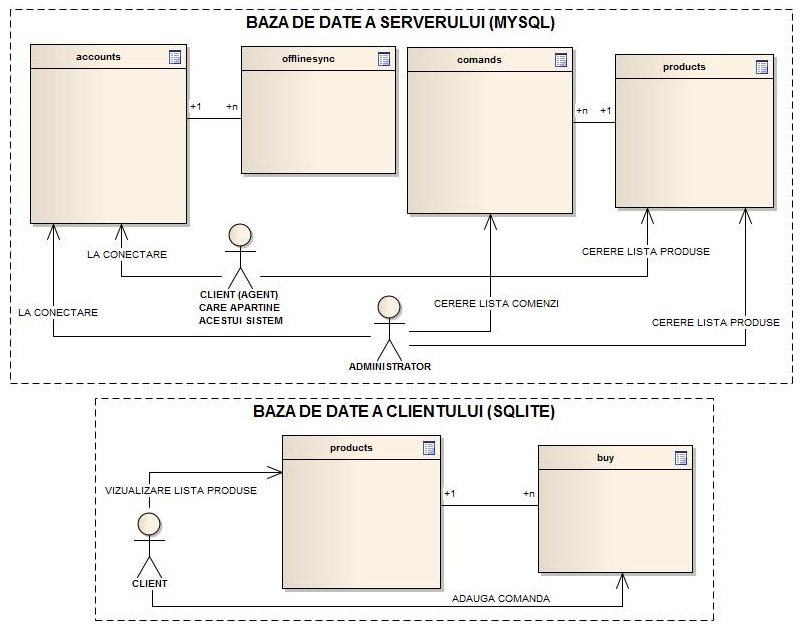 BAZA DE DATE A SERVERULUI (MYSQL)
accounts
offlinesync
comands
products
+1
+n
+n
+1
LA CONECTARE
CERERE LISTA PRODUSE
CLIENT (AGENT)
CARE APARTINE
ACESTUI SISTEM
LA CONECTARE
CERERE LISTA COMENZI
CERERE LISTA PRODUSE
ADMINISTRATOR
BAZA DE DATE A CLIENTULUI (SQLITE)
products
buy
VIZUALIZARE LISTA PRODUSE
+1
+n
CLIENT
ADAUGA COMANDA